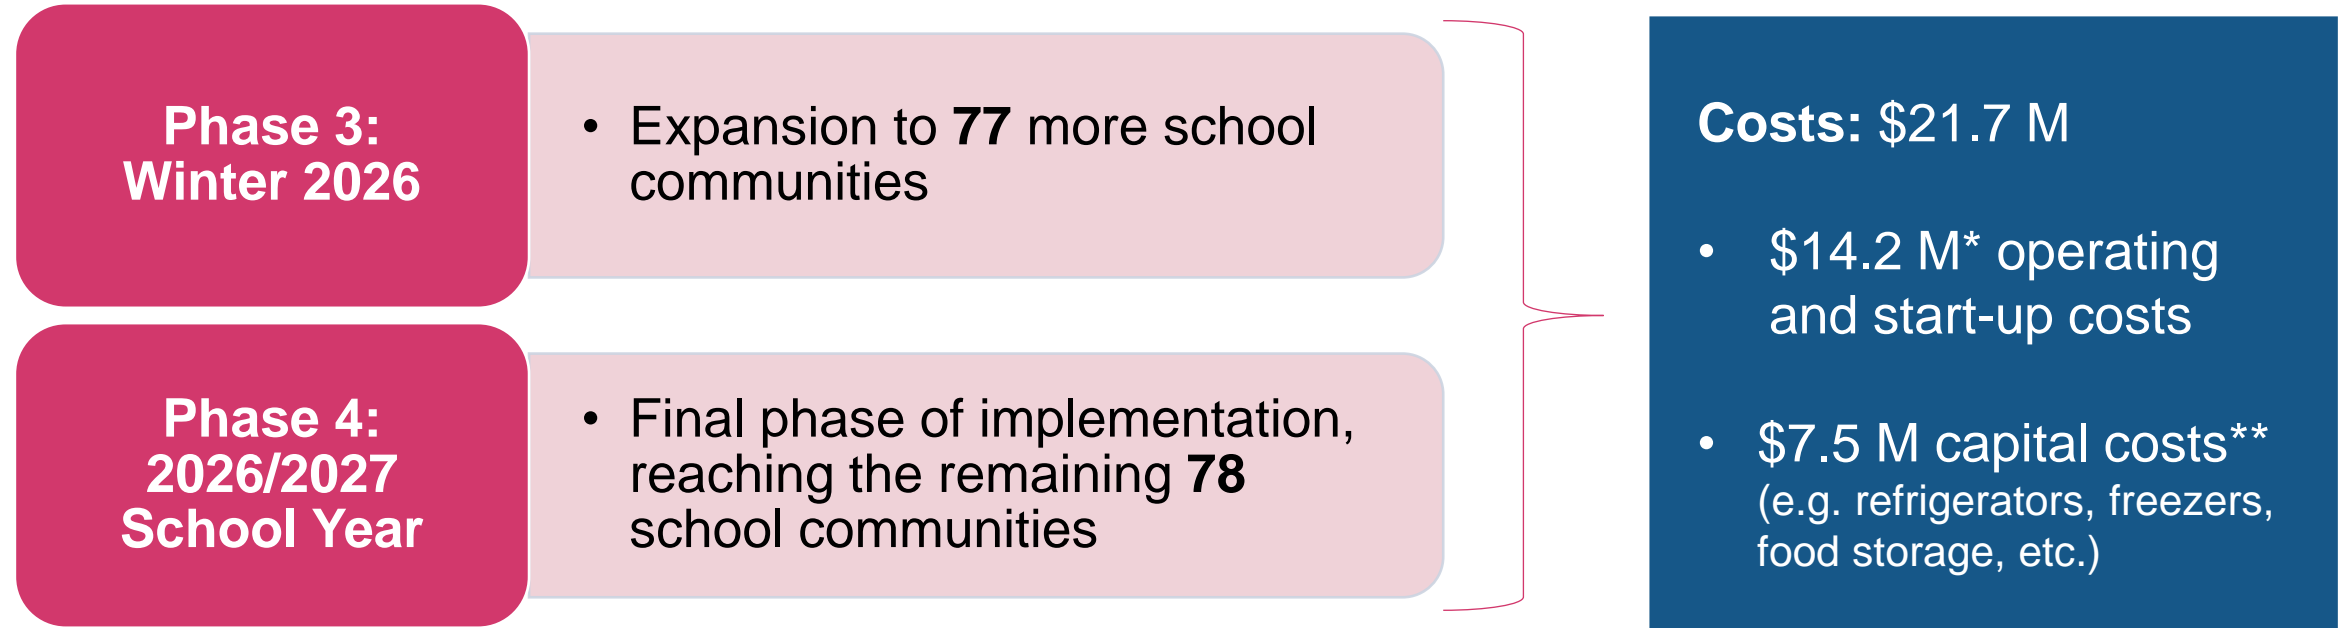 Phase 3:
Winter 2026
• Expansion to 77 more school
communities
Phase 4:
2026/2027
School Year
• Final phase of implementation,
reaching the remaining 78
school communities
Costs: $21.7 M
• $14.2 M* operating
and start-up costs
• $7.5 M capital costs**
(e.g. refrigerators, freezers,
food storage, etc.)